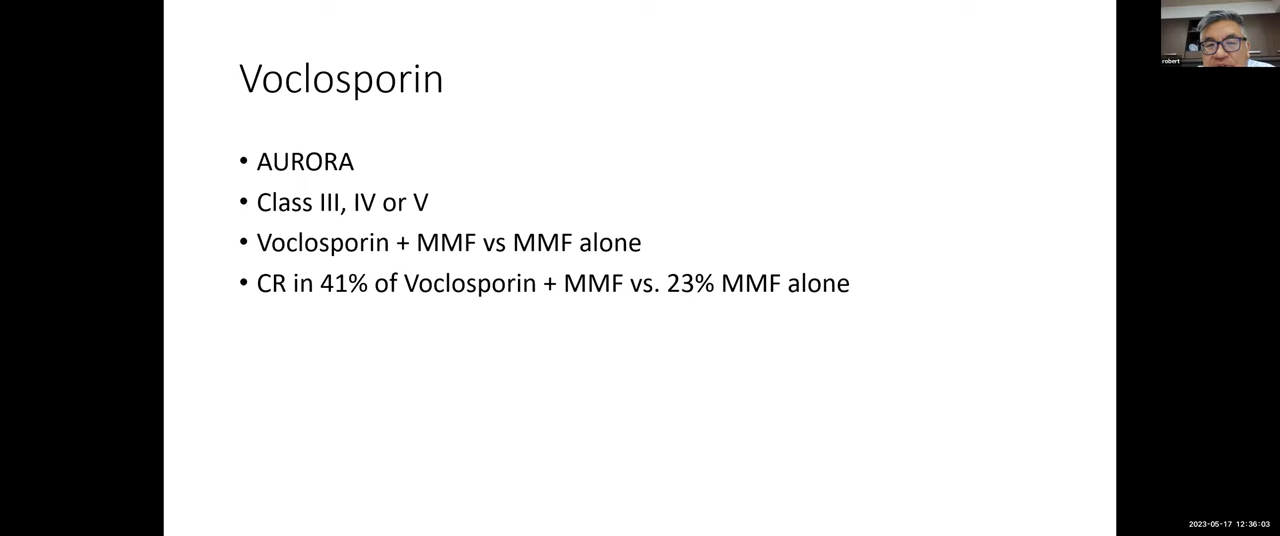 Voclosporin
• AURORA
• Class III, IV or V
• Voclosporin + MMF vs MMF alone
• CR in 41% of Voclosporin + MMF vs. 23% MMF alone
robert
2023-05-17 12:36:03